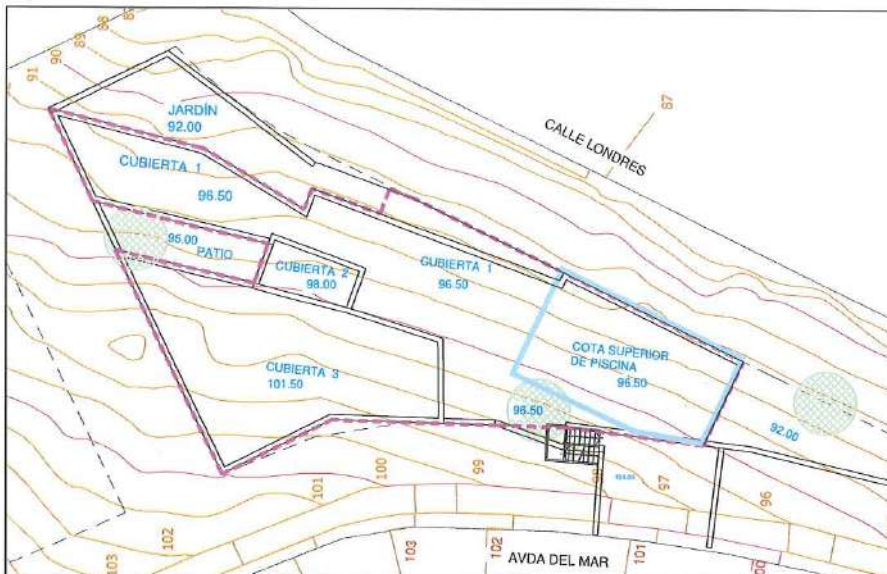 88
89
90
91
JARDÍN
92.00
CALLE LONDRES
87
CUBIERTA 1
96.50
95.00
PATIO
CUBIERTA 2
98.00
CUBIERTA 1
96.50
COTA SUPERIOR
DE PISCINA
96.50
CUBIERTA 3
101.50
96.50
92.00
103
102
101
100
99
98
97
96
103
102
AVDA DEL MAR
101